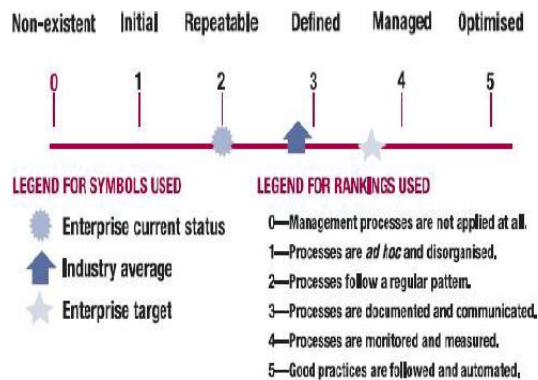 Non-existent Initial Repeatable Defined Managed Optimised
0 1 2 3 4 5
LEGEND FOR SYMBOLS USED
Enterprise current status
Industry average
Enterprise target
LEGEND FOR RANKINGS USED
0—Management processes are not applied at all.
1—Processes are ad hoc and disorganised.
2—Processes follow a regular pattern.
3—Processes are documented and communicated.
4—Processes are monitored and measured.
5—Good practices are followed and automated.